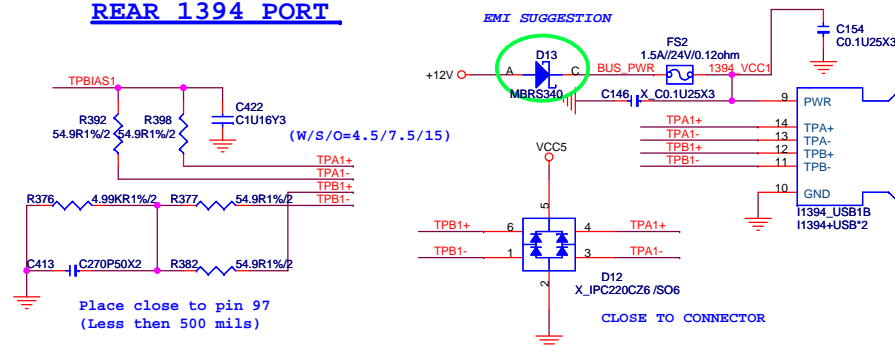 REAR 1394 PORT
EMI SUGGESTION
C154
C0.1U25X3
D13
FS2
1.5A//24V/0.12ohm
+12V
A
C
BUS_PWR
1394_VCC1
MBRS340
C146
X_C0.1U25X3
9
PWR
TPBIAS1
R392
54.9R1%/2
R398
54.9R1%/2
C422
C1U16Y3
(W/S/O=4.5/7.5/15)
TPA1+
TPA1-
TPB1+
TPB1-
TPA1+
14
TPA+
TPA1-
13
TPA-
TPB1+
12
TPB+
TPB1-
11
TPB-
10
GND
I1394_USB1B
I1394+USB*2
VCC5
R376
4.99KR1%/2
R377
54.9R1%/2
C413
C270P50X2
R382
54.9R1%/2
5
TPB1+
6
4
TPA1+
TPB1-
1
3
TPA1-
2
D12
X_IPC220CZ6 /SO6
Place close to pin 97
(Less then 500 mils)
CLOSE TO CONNECTOR